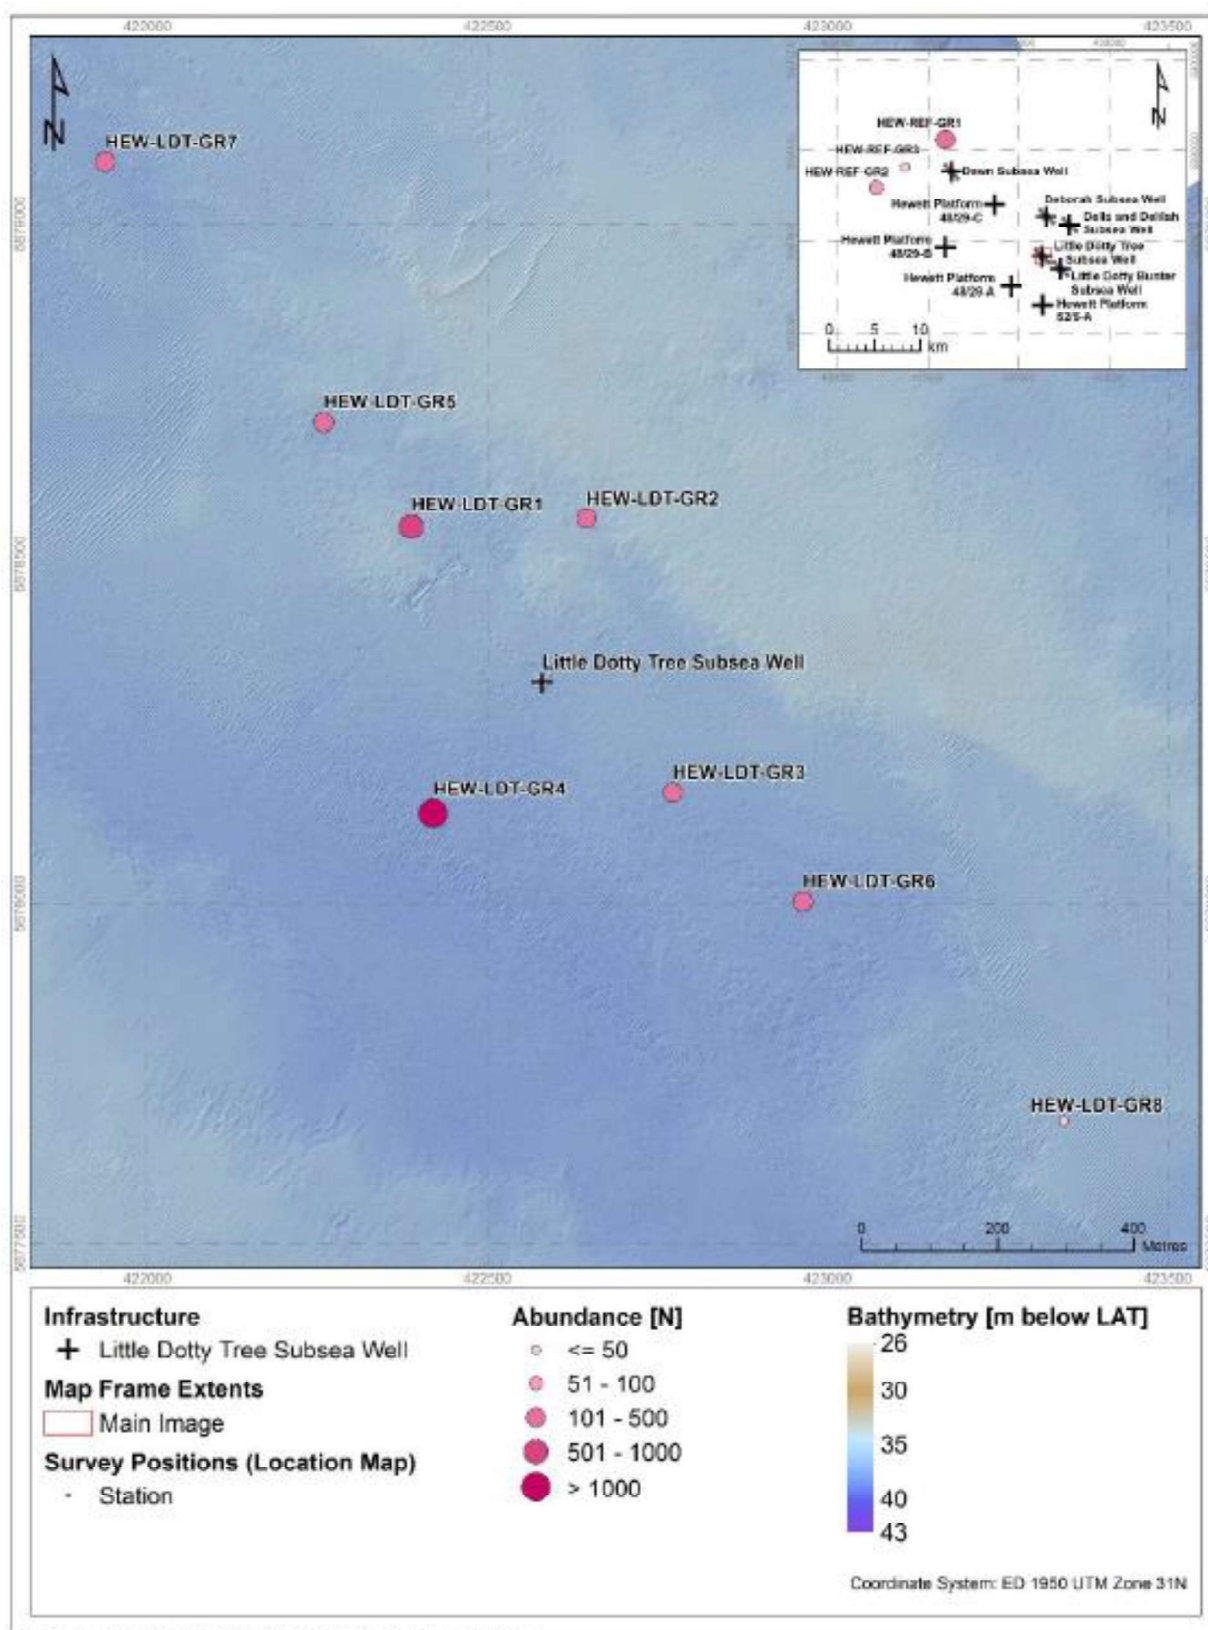 422000 422500 423000 423500
N
HEW-LDT-GR7
HEW-REF-GR1
HEW-REF-GR3
HEW-REF-GR2
Dawn Subsea Well
Hewett Platform
48/29-C
Deborah Subsea Well
Della and Delilah
Subsea Well
Hewett Platform
48/29-B
Little Dotty Tree
Subsea Well
Hewett Platform
48/29-A
Little Dotty Bunter
Subsea Well
Hewett Platform
52/5-A
N
0 5 10
km
5879000
HEW-LDT-GR5
HEW-LDT-GR1
HEW-LDT-GR2
5878500
Little Dotty Tree Subsea Well
HEW-LDT-GR3
HEW-LDT-GR4
HEW-LDT-GR6
5878000
HEW-LDT-GR8
5877500
0 200 400
Metres
422000 422500 423000 423500
Infrastructure
Little Dotty Tree Subsea Well
Map Frame Extents
Main Image
Survey Positions (Location Map)
Station
Abundance [N]
<= 50
51 - 100
101 - 500
501 - 1000
> 1000
Bathymetry [m below LAT]
26
30
35
40
43
Coordinate System: ED 1950 UTM Zone 31N